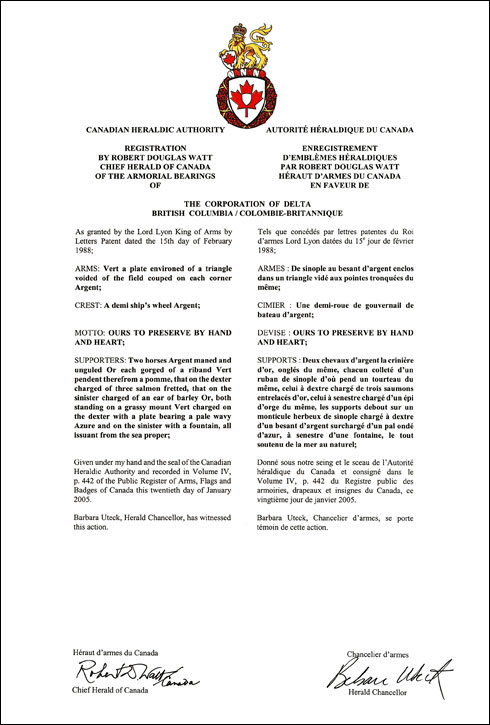 CANADIAN HERALDIC AUTHORITY
REGISTRATION
BY ROBERT DOUGLAS WATT
CHIEF HERALD OF CANADA
OF THE ARMORIAL BEARINGS
OF
AUTORITÉ HÉRALDIQUE DU CANADA
ENREGISTREMENT
D'EMBLÈMES HÉRALDIQUES
PAR ROBERT DOUGLAS WATT
HÉRAUT D'ARMES DU CANADA
EN FAVEUR DE
THE CORPORATION OF DELTA
BRITISH COLUMBIA / COLOMBIE-BRITANNIQUE
As granted by the Lord Lyon King of Arms by
Letters Patent dated the 15th day of February
1988;
ARMS: Vert a plate environed of a triangle
voided of the field couped on each corner
Argent;
CREST: A demi ship's wheel Argent;
MOTTO: OURS TO PRESERVE BY HAND
AND HEART;
SUPPORTERS: Two horses Argent maned and
unguled Or each gorged of a riband Vert
pendent therefrom a pomme, that on the dexter
charged of three salmon fretted, that on the
sinister charged of an ear of barley Or, both
standing on a grassy mount Vert charged on
the dexter with a plate bearing a pale wavy
Azure and on the sinister with a fountain, all
issuant from the sea proper;
Given under my hand and the seal of the Canadian
Heraldic Authority and recorded in Volume IV,
p. 442 of the Public Register of Arms, Flags and
Badges of Canada this twentieth day of January
2005.
Barbara Uteck, Herald Chancellor, has witnessed
this action.
Tels que concédés par lettres patentes du Roi
d'armes Lord Lyon datées du 15e jour de février
1988;
ARMES : De sinople au besant d'argent enclos
dans un triangle vidé aux pointes tronquées du
même;
CIMIER : Une demi-roue de gouvernail de
bateau d'argent;
DEVISE : OURS TO PRESERVE BY HAND
AND HEART;
SUPPORTS : Deux chevaux d'argent la crinière
d'or, onglés du même, chacun colleté d'un
ruban de sinople d'où pend un tourteau du
même, celui à dextre chargé de trois saumons
entrelacés d'or, celui à senestre chargé d'un épi
d'orge du même, les supports debout sur un
monticule herbeux de sinople chargé à dextre
d'un besant d'argent surchargé d'un pal ondé
d'azur, à senestre d'une fontaine, le tout
soutenu de la mer au naturel;
Donné sous notre seing et le sceau de l'Autorité
héraldique du Canada et consigné dans le
Volume IV, p. 442 du Registre public des
armoiries, drapeaux et insignes du Canada, ce
vingtième jour de janvier 2005.
Barbara Uteck, Chancelier d'armes, se porte
témoin de cette action.
Héraut d'armes du Canada
Robert D Watt Canada
Chief Herald of Canada
Chancelier d'armes
Barbara Uteck
Herald Chancellor